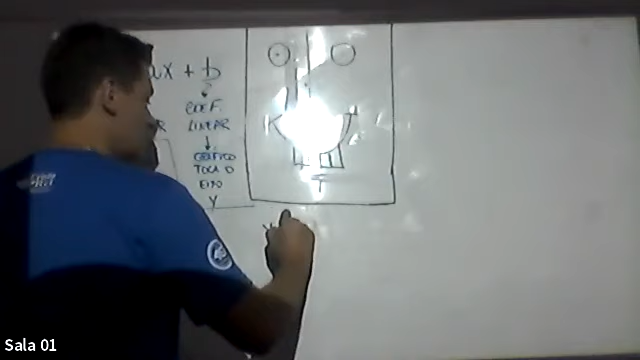 ax + b
COEF.
LINEAR
R
GRÁFICO
TOCA O
EIXO
Y
Sala 01